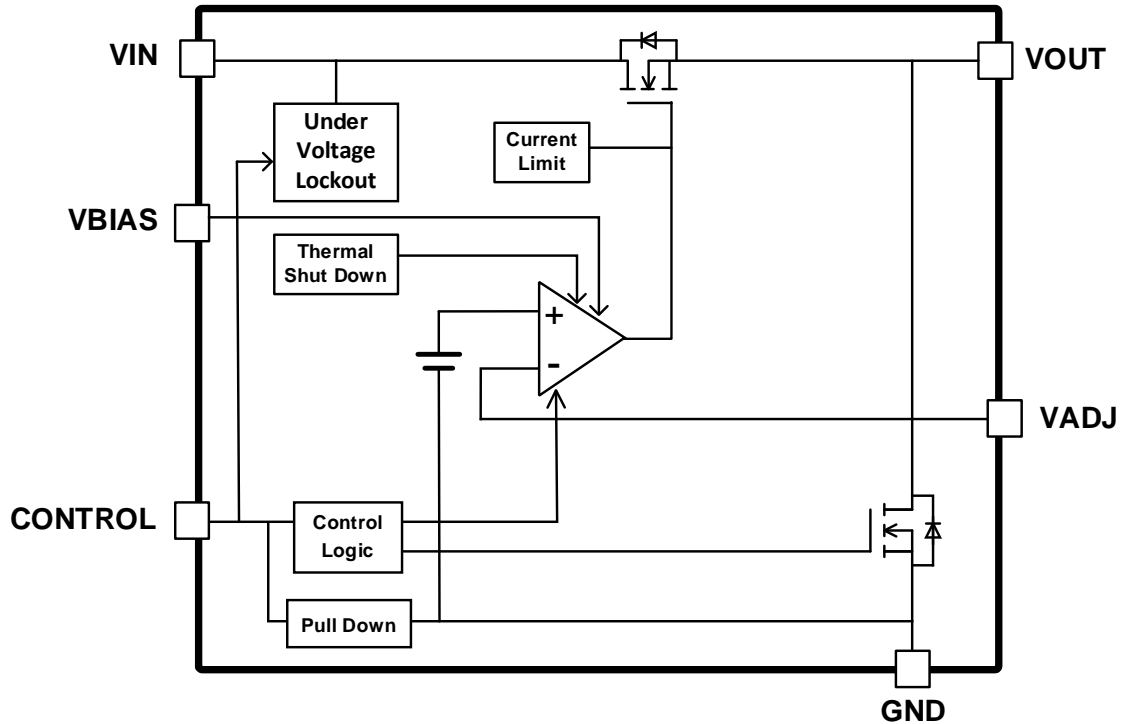 VIN
VOUT
Under
Voltage
Lockout
Current
Limit
VBIAS
Thermal
Shut Down
+
-
VADJ
CONTROL
Control
Logic
Pull Down
GND